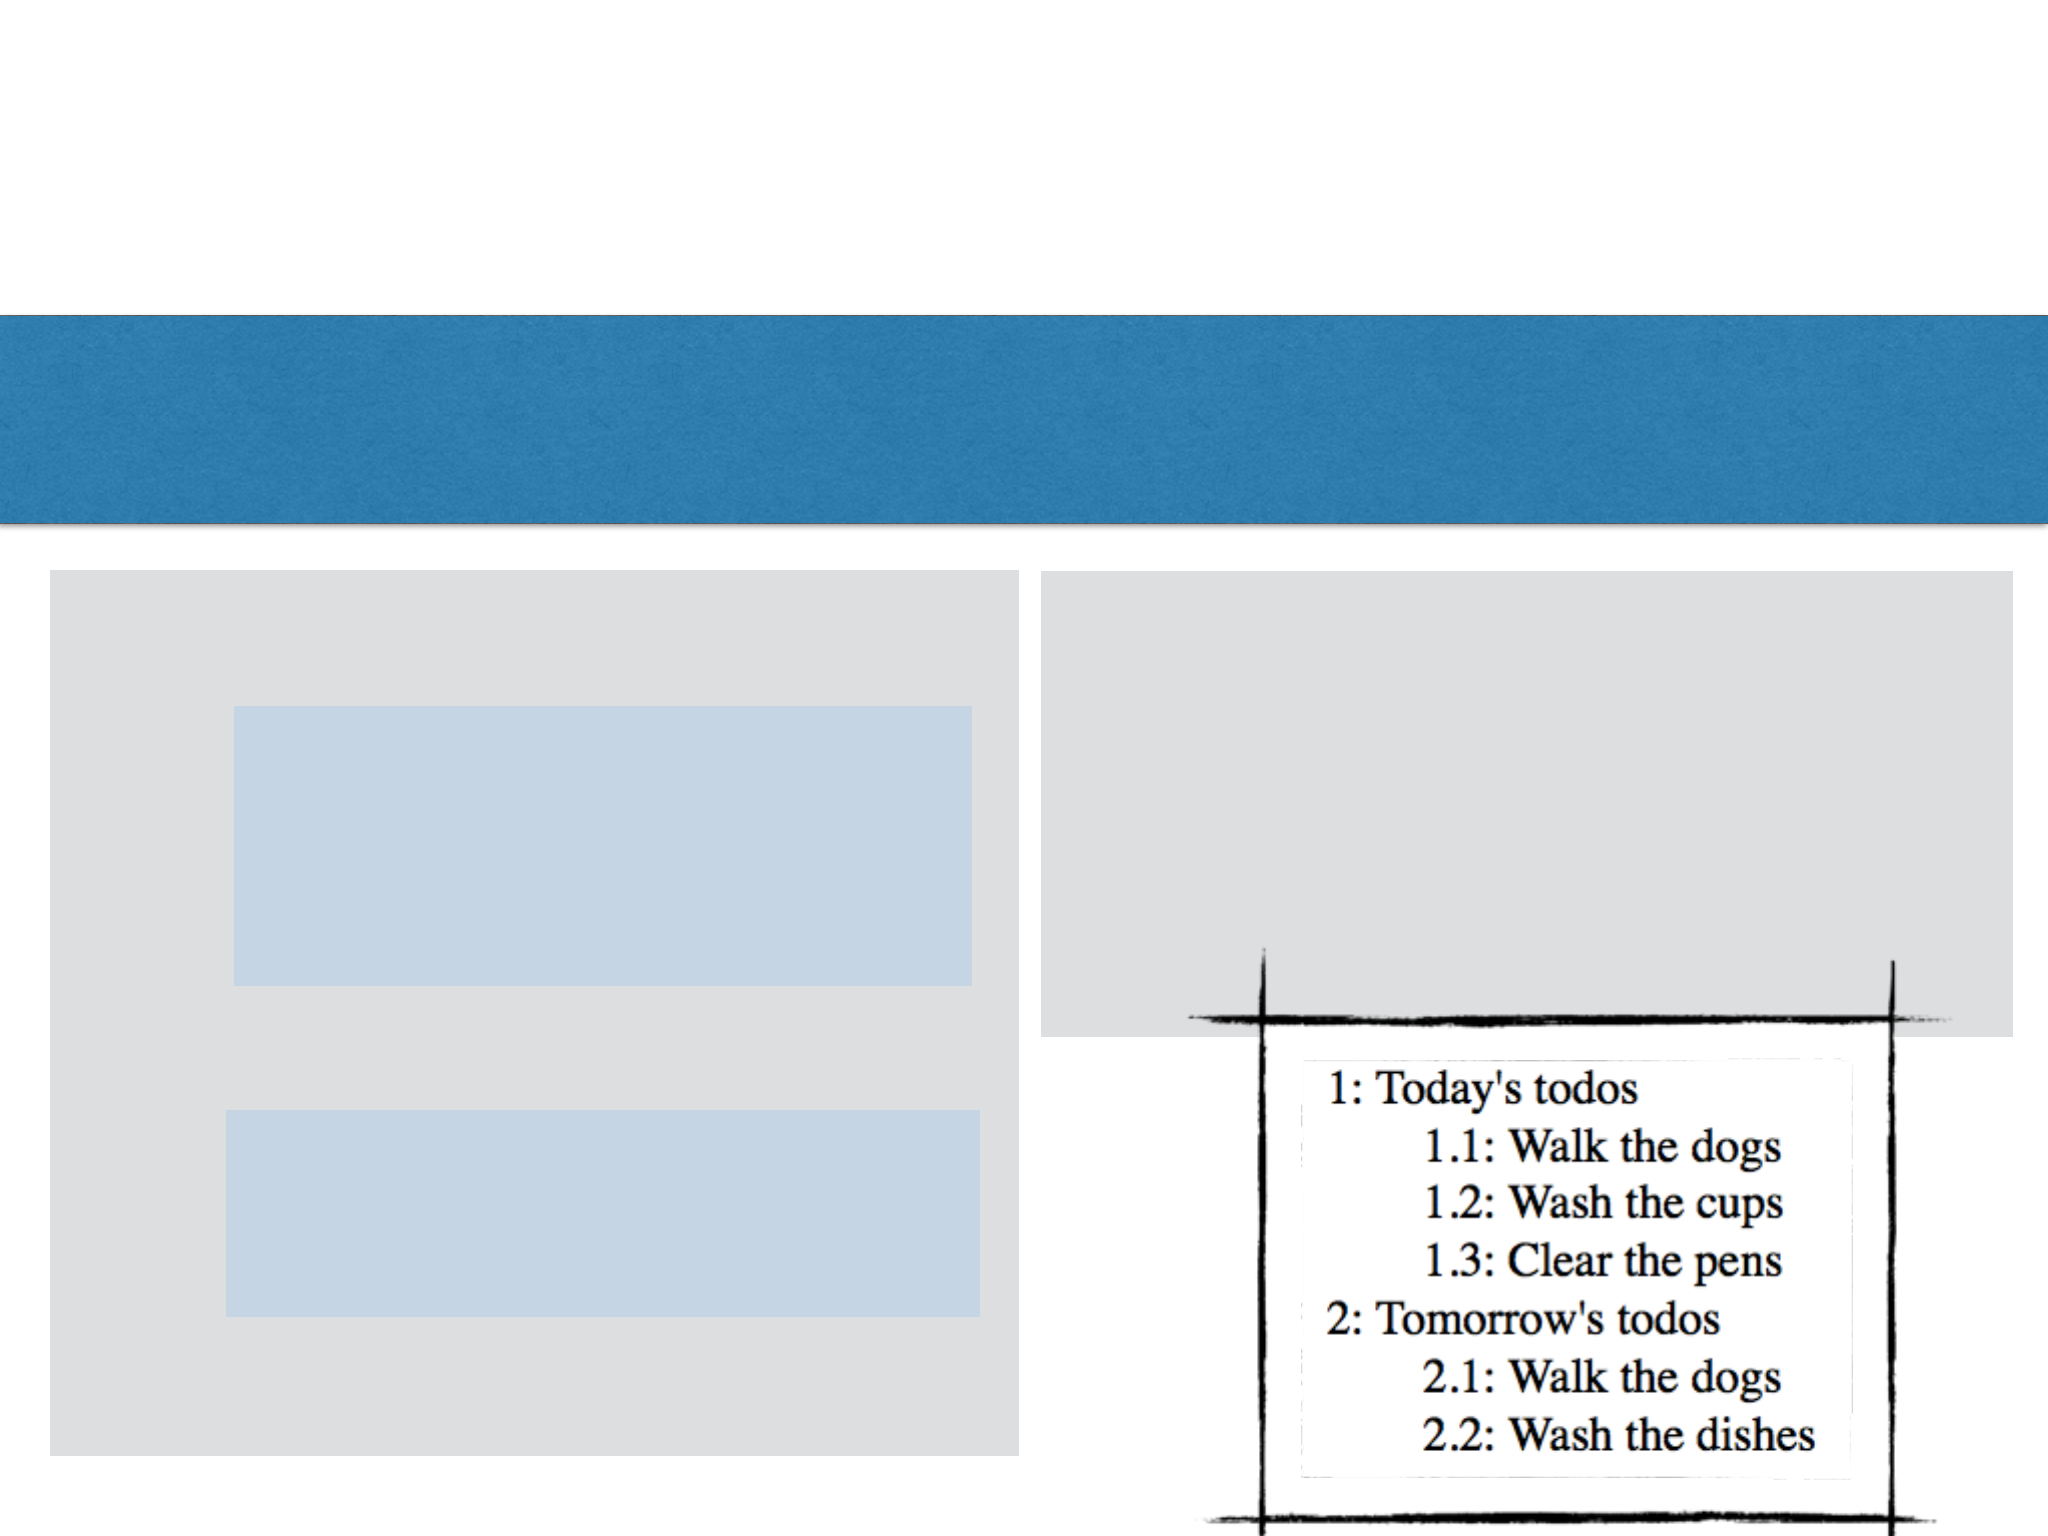 1: Today's todos
1.1: Walk the dogs
1.2: Wash the cups
1.3: Clear the pens
2: Tomorrow's todos
2.1: Walk the dogs
2.2: Wash the dishes